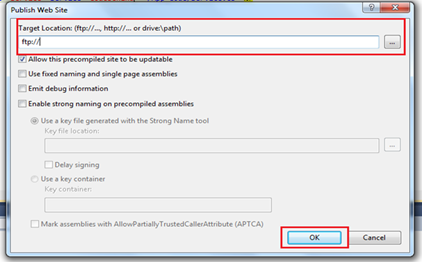 Publish Web Site
Target Location: (ftp://..., http://... or drive:\path)
ftp://
...
Allow this precompiled site to be updatable
Use fixed naming and single page assemblies
Emit debug information
Enable strong naming on precompiled assemblies
Use a key file generated with the Strong Name tool
Key file location:
...
Delay signing
Use a key container
Key container:
Mark assemblies with AllowPartiallyTrustedCallerAttribute (APTCA)
OK Cancel